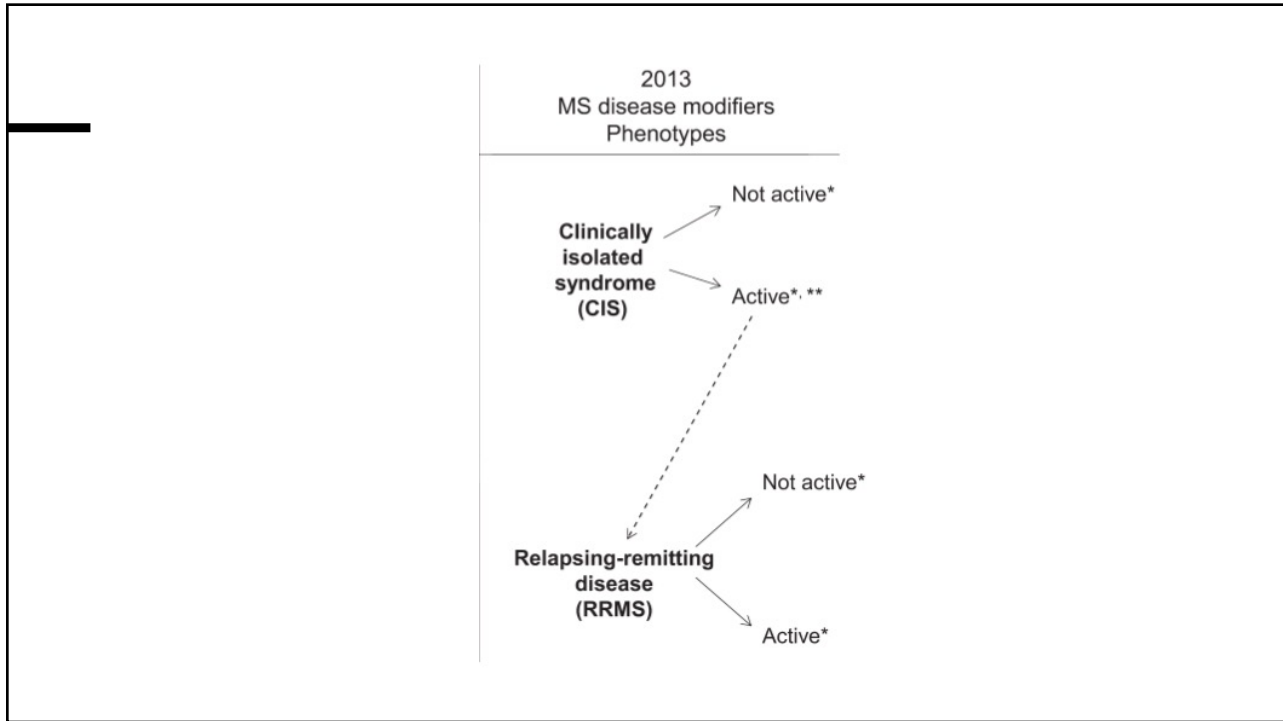 2013
MS disease modifiers
Phenotypes
Not active*
Clinically
isolated
syndrome
(CIS)
Active*, **
Not active*
Relapsing-remitting
disease
(RRMS)
Active*